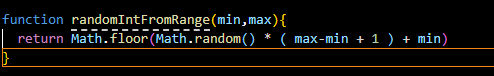 function randomIntFromRange(min,max){
return Math.floor(Math.random() * ( max-min + 1 ) + min)
}